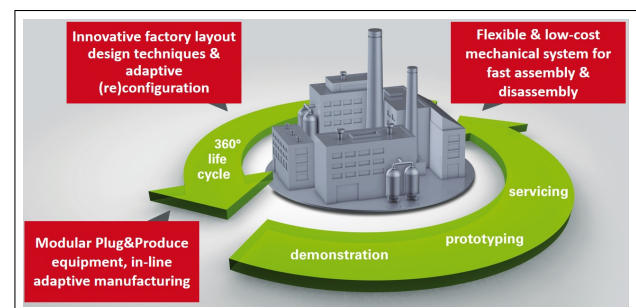 Innovative factory layout
design techniques &
adaptive
(re)configuration
Flexible & low-cost
mechanical system for
fast assembly &
disassembly
360°
life
cycle
servicing
prototyping
demonstration
Modular Plug&Produce
equipment, in-line
adaptive manufacturing